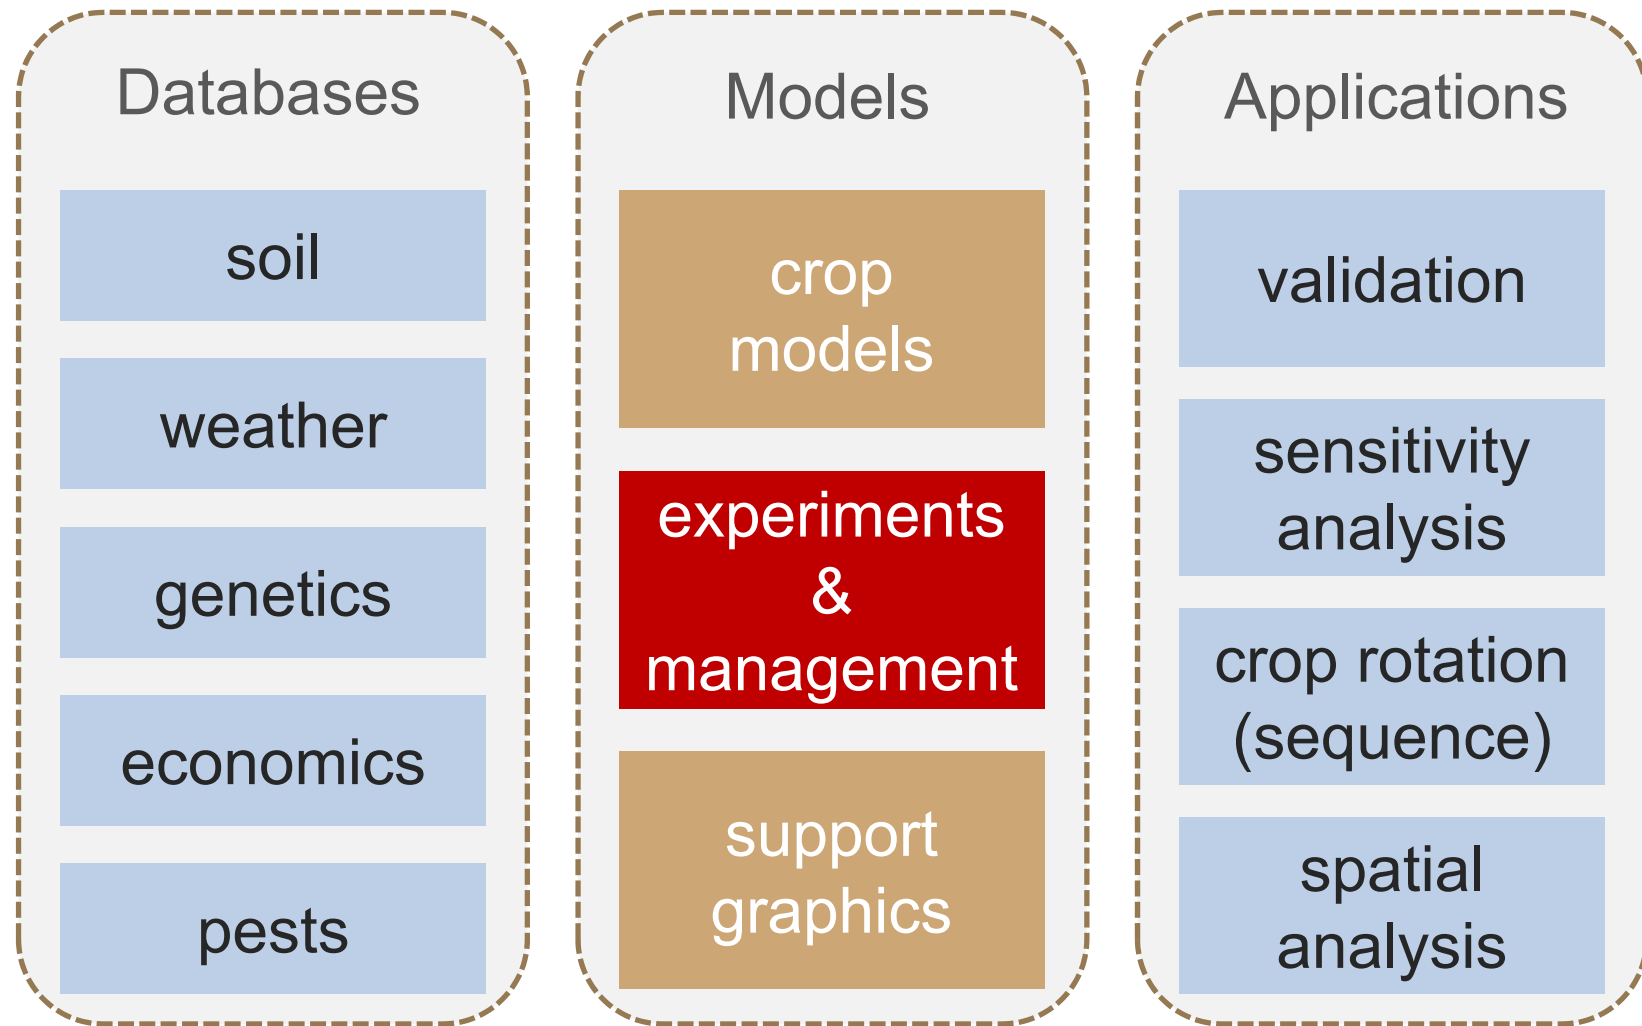 Databases
soil
weather
genetics
economics
pests
Models
crop
models
experiments
&
management
support
graphics
Applications
validation
sensitivity
analysis
crop rotation
(sequence)
spatial
analysis